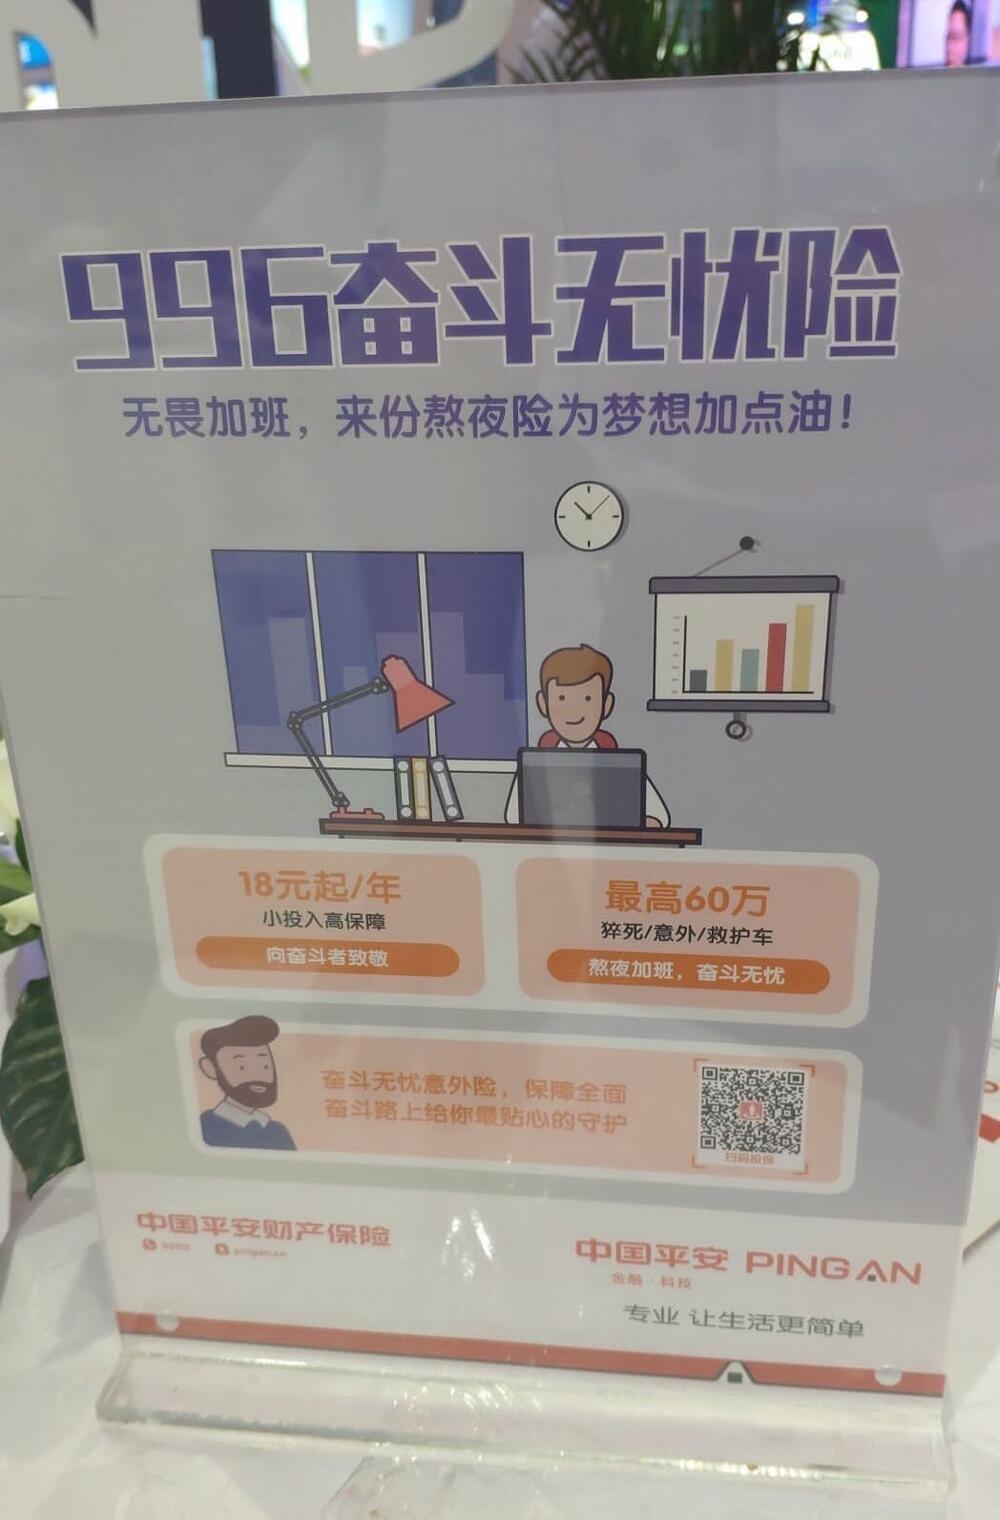 996奋斗无忧险
无畏加班，来份熬夜险为梦想加点油！
18元起/年
小投入高保障
向奋斗者致敬
最高60万
猝死/意外/救护车
熬夜加班，奋斗无忧
奋斗无忧意外险，保障全面
奋斗路上给你最贴心的守护
扫码投保
中国平安财产保险
pingan.cn
中国平安 PING AN
金融·科技
专业 让生活更简单